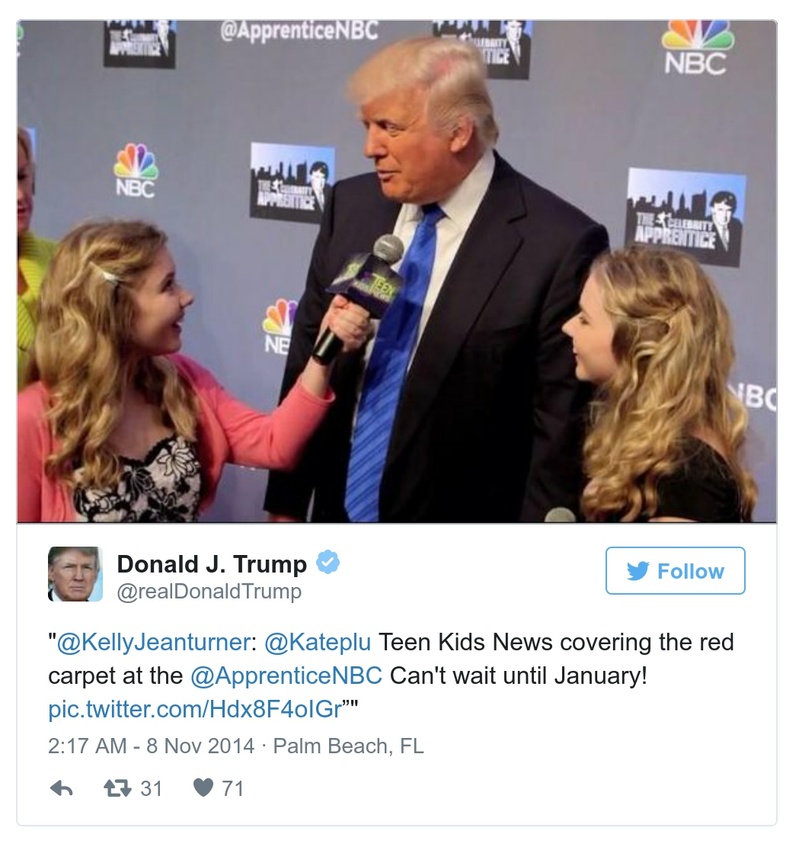 @ApprenticeNBC
NBC
NBC
THE CELEBRITY
APPRENTICE
THE CELEBRITY
APPRENTICE
TEEN
NB
NBC
Donald J. Trump
@realDonaldTrump
Follow
"@KellyJeanturner: @Kateplu Teen Kids News covering the red
carpet at the @ApprenticeNBC Can't wait until January!
pic.twitter.com/Hdx8F4oIGr”"
2:17 AM - 8 Nov 2014 · Palm Beach, FL
31 71